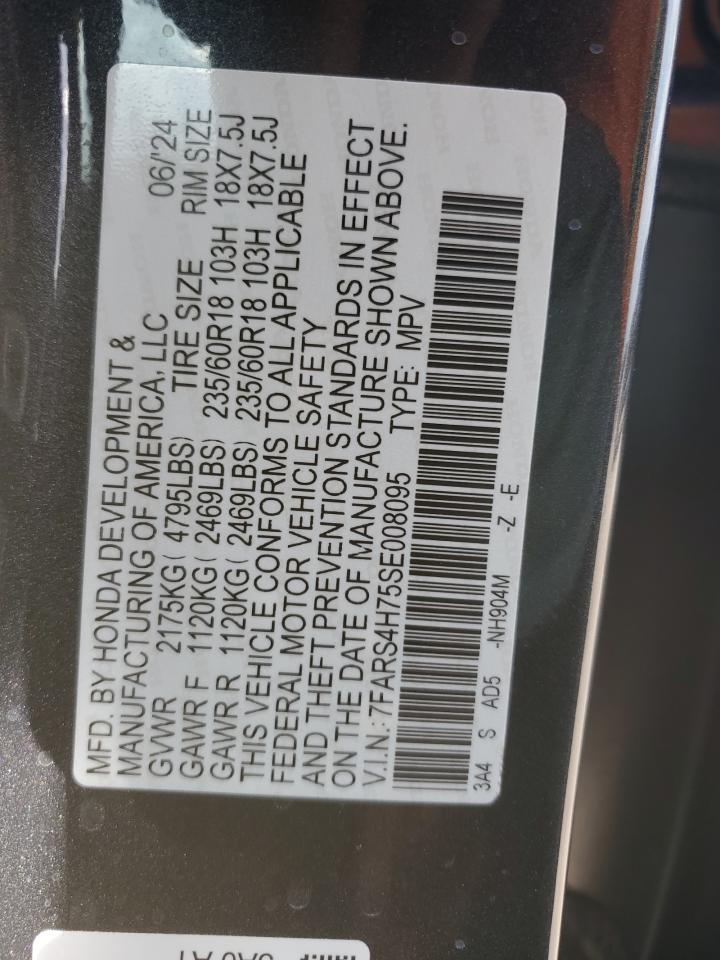 MFD. BY HONDA DEVELOPMENT &
MANUFACTURING OF AMERICA, LLC 06/'24
GVWR 2175KG( 4795LBS) TIRE SIZE RIM SIZE
GAWR F 1120KG( 2469LBS) 235/60R18 103H 18X7.5J
GAWR R 1120KG( 2469LBS) 235/60R18 103H 18X7.5J
THIS VEHICLE CONFORMS TO ALL APPLICABLE
FEDERAL MOTOR VEHICLE SAFETY
AND THEFT PREVENTION STANDARDS IN EFFECT
ON THE DATE OF MANUFACTURE SHOWN ABOVE.
V.I.N.: 7FARS4H75SE008095 TYPE: MPV
3A4 S AD5 -NH904M -Z -E